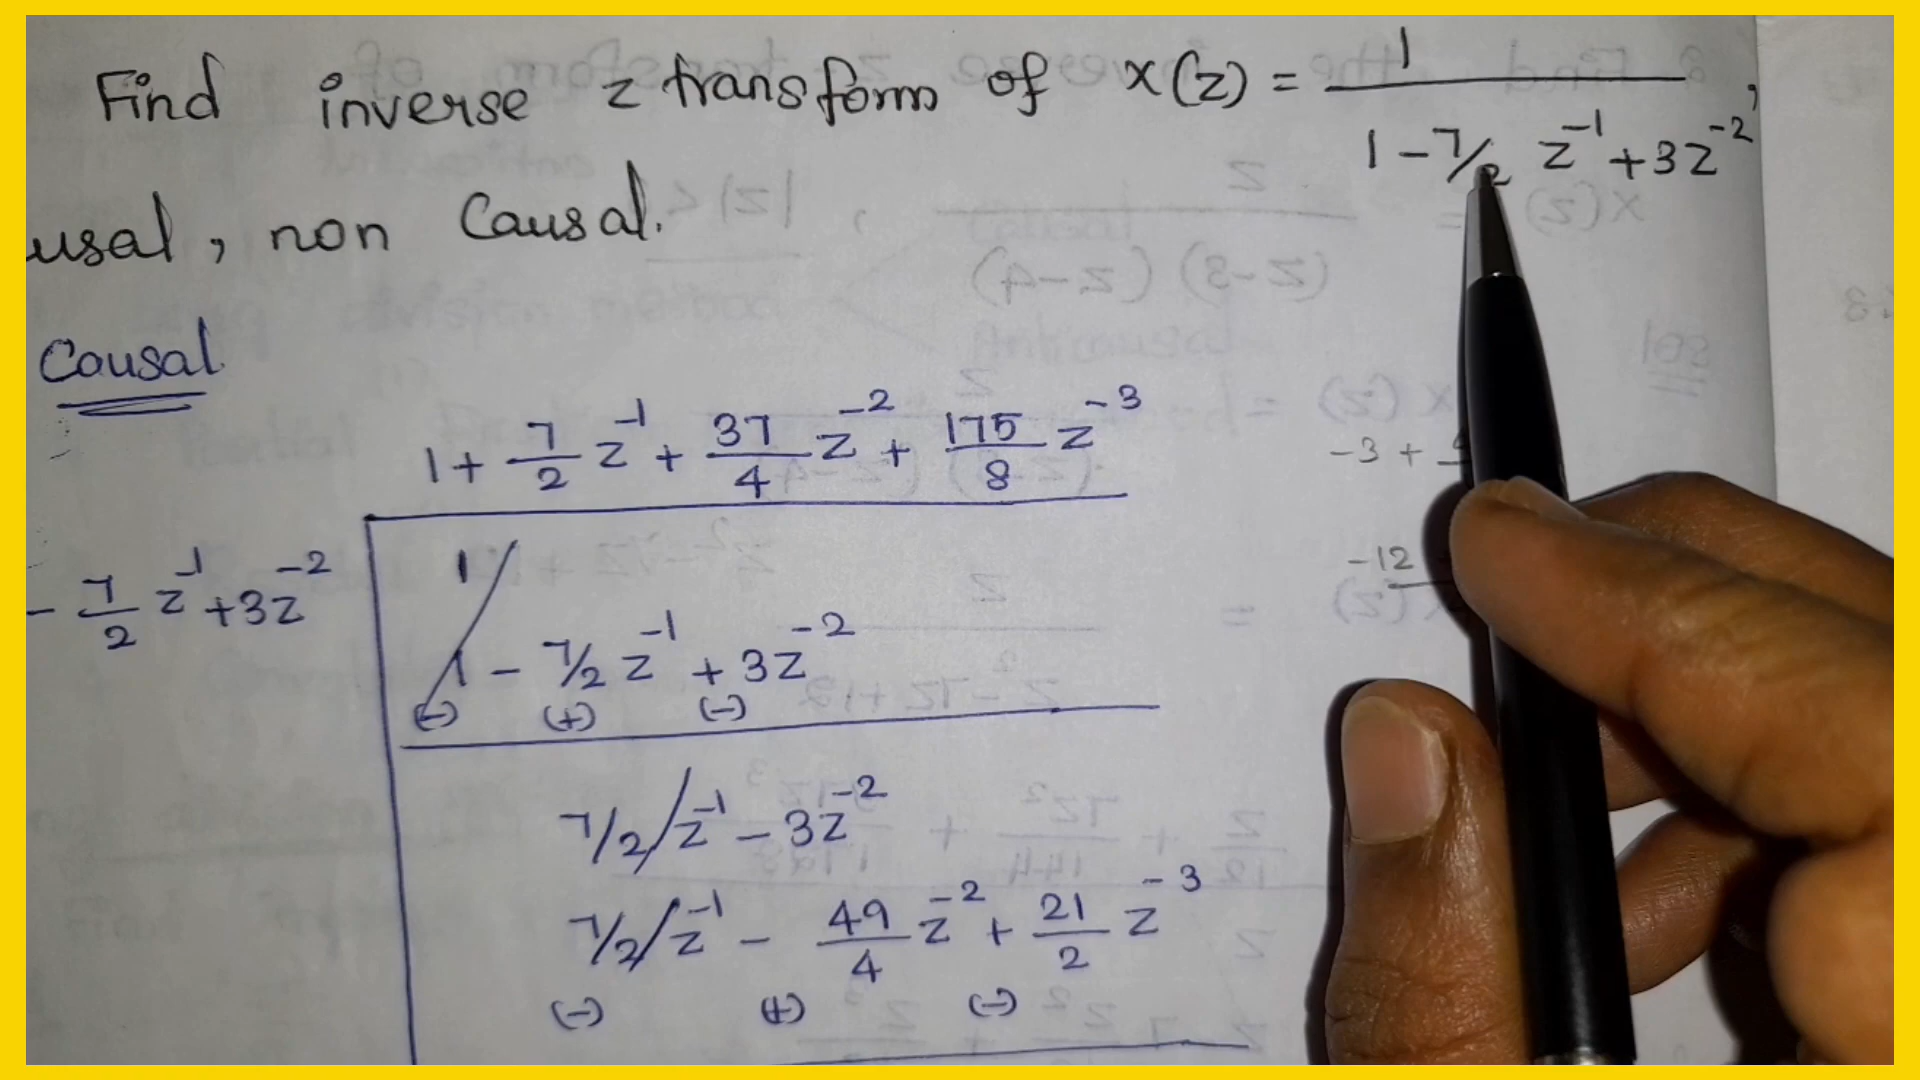 Find inverse z transform of x(z) = 1 / (1 - 7/2 z^-1 + 3z^-2),
usal, non Causal.
Causal
1 + 7/2 z^-1 + 37/4 z^-2 + 175/8 z^-3
-3 +
- 7/2 z^-1 + 3z^-2
1
-12
1 - 7/2 z^-1 + 3z^-2
(-) (+) (-)
7/2 z^-1 - 3z^-2
7/2 z^-1 - 49/4 z^-2 + 21/2 z^-3
(-) (+) (-)